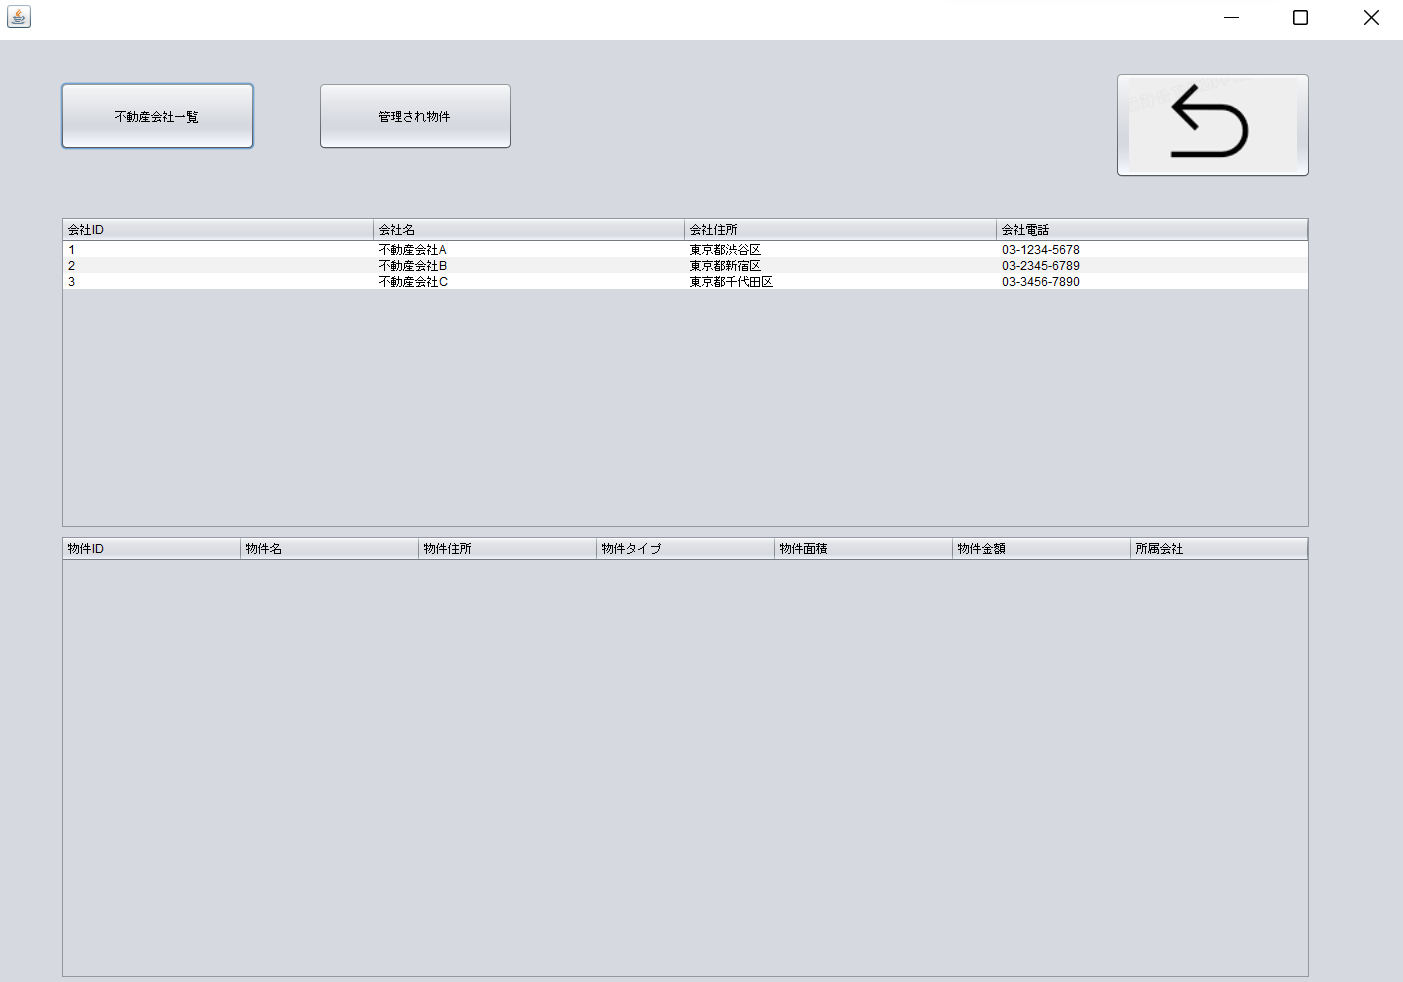 不動産会社一覧 管理され物件
会社ID 会社名 会社住所 会社電話
1 不動産会社A 東京都渋谷区 03-1234-5678
2 不動産会社B 東京都新宿区 03-2345-6789
3 不動産会社C 東京都千代田区 03-3456-7890
物件ID 物件名 物件住所 物件タイプ 物件面積 物件金額 所属会社